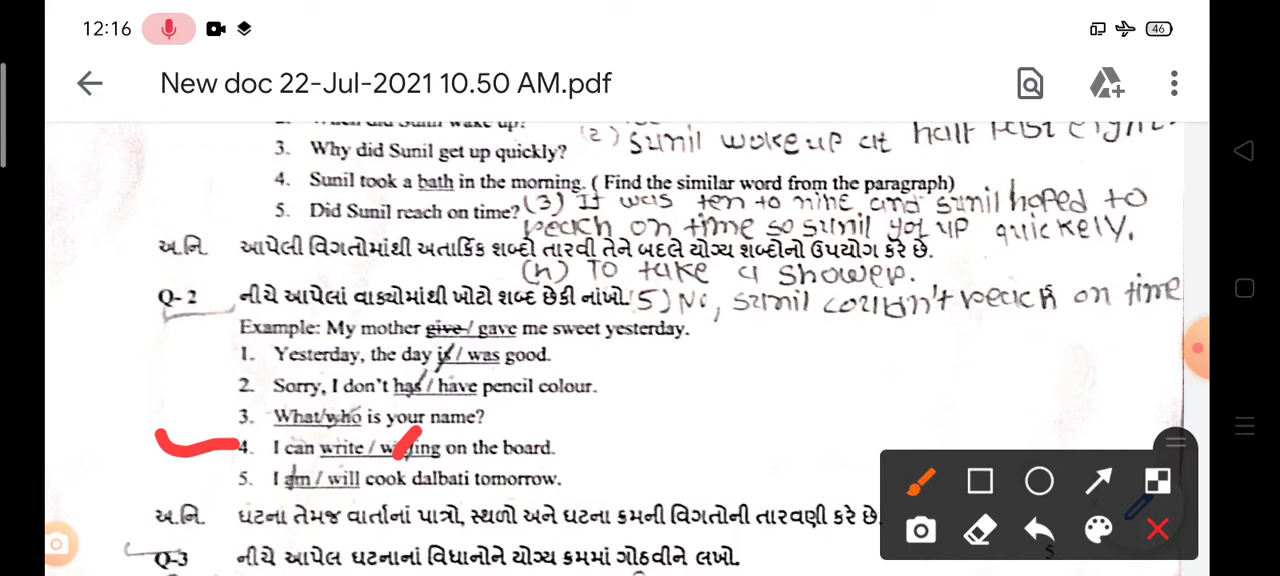 12:16 46
New doc 22-Jul-2021 10.50 AM.pdf
(2) Sunil woke up at half
3. Why did Sunil get up quickly?
4. Sunil took a bath in the morning. ( Find the similar word from the paragraph)
5. Did Sunil reach on time? (3) It was ten to nine and sunil hoped to
reach on time so sunil got up quickely.
અ.નિ. આપેલી વિગતોમાંથી અતાર્કિક શબ્દો તારવી તેને બદલે યોગ્ય શબ્દોનો ઉપયોગ કરે છે.
To take a shower.
Q- 2 નીચે આપેલાં વાક્યોમાંથી ખોટો શબ્દ છેકી નાંખો. (5) No, sunil couldn't reach on time
Example: My mother give / gave me sweet yesterday.
1. Yesterday, the day is / was good.
2. Sorry, I don't has / have pencil colour.
3. What/who is your name?
4. I can write / writing on the board.
5. I am / will cook dalbati tomorrow.
અ.નિ. ઘટના તેમજ વાર્તાનાં પાત્રો, સ્થળો અને ઘટના ક્રમની વિગતોની તારવણી કરે છે.
5
Q-3 નીચે આપેલ ઘટનાનાં વિધાનોને યોગ્ય ક્રમમાં ગોઠવીને લખો.